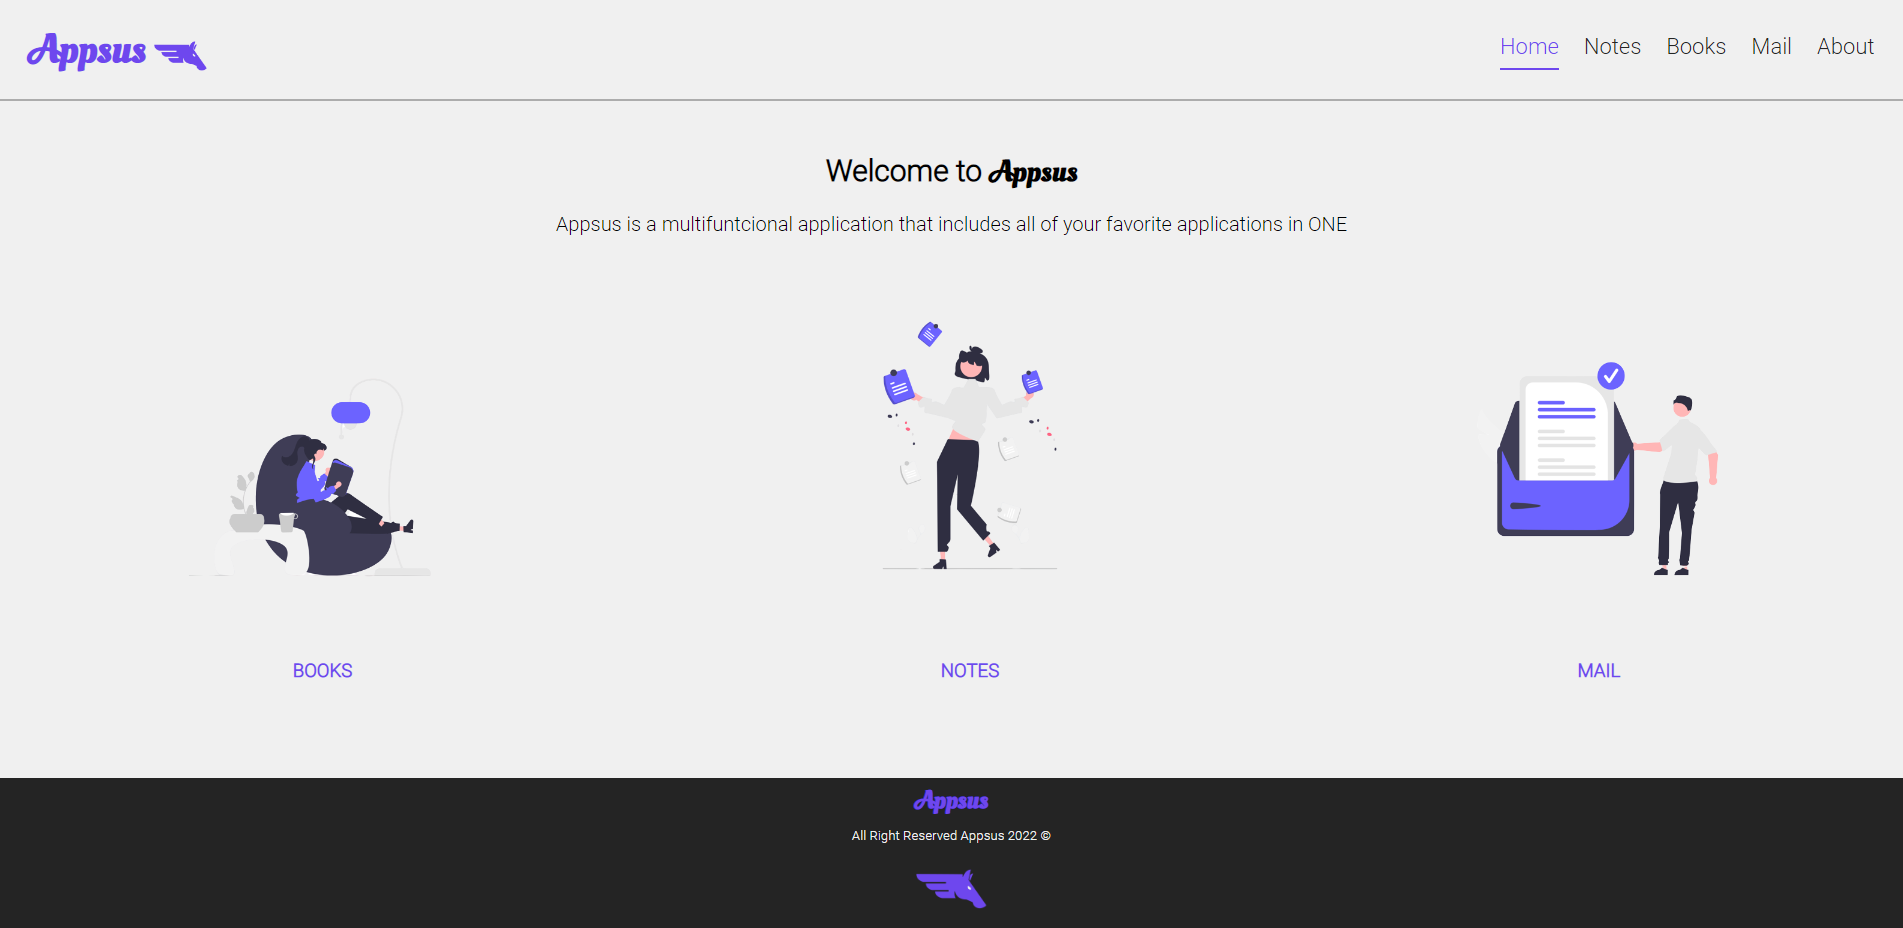 Appsus
Home Notes Books Mail About
Welcome to Appsus
Appsus is a multifuntcional application that includes all of your favorite applications in ONE
BOOKS NOTES MAIL
Appsus
All Right Reserved Appsus 2022 ©